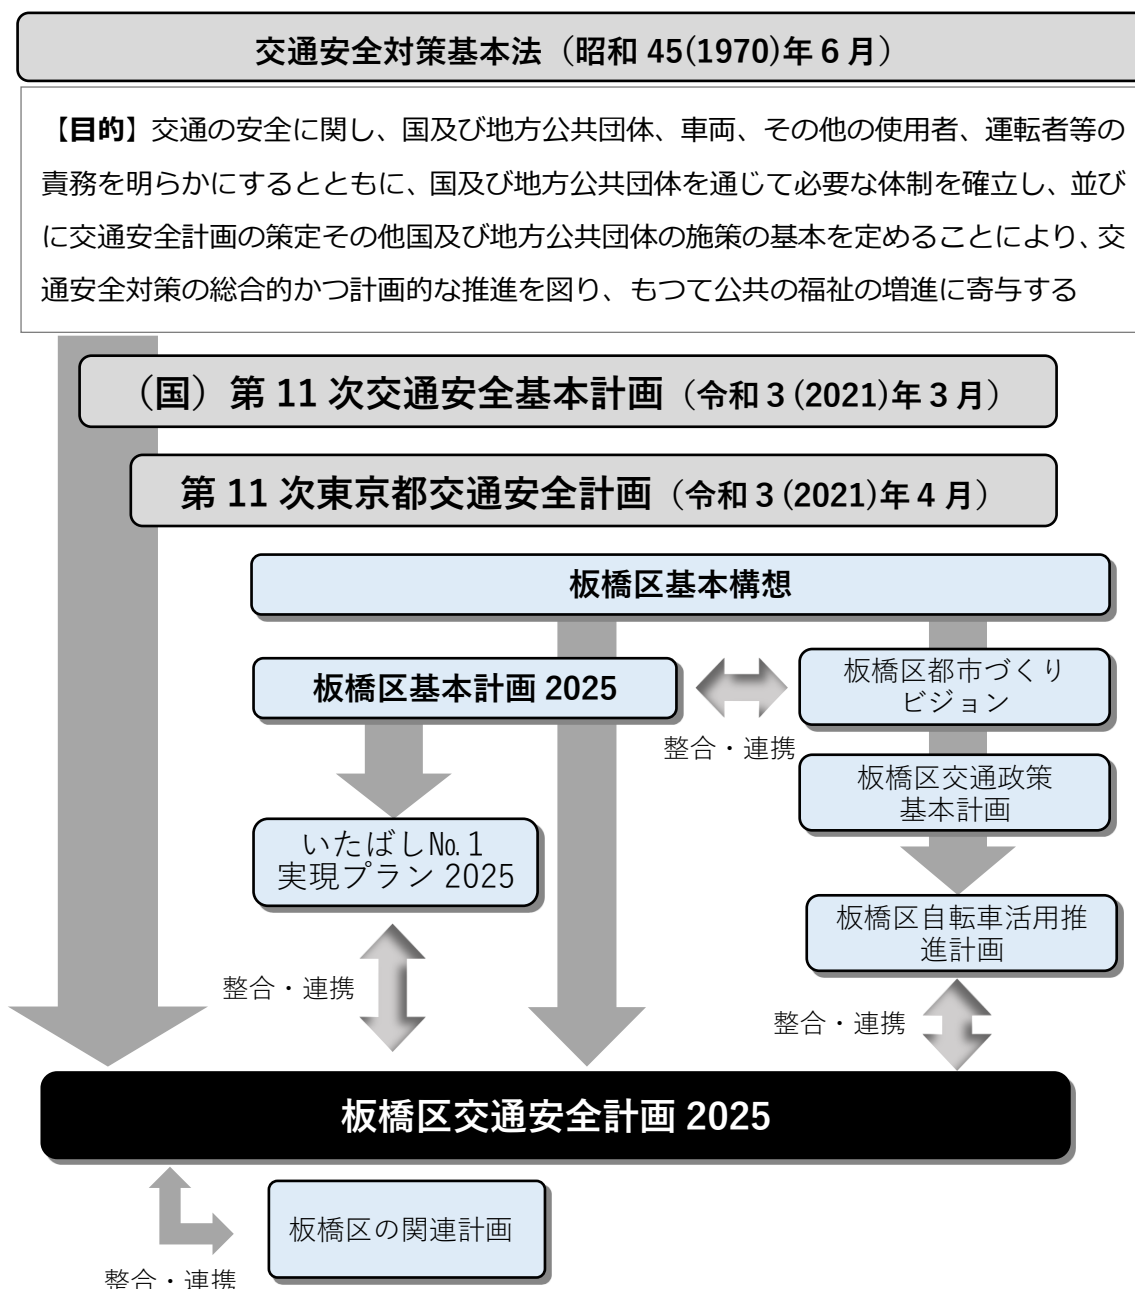 交通安全対策基本法（昭和 45(1970)年６月）
【目的】交通の安全に関し、国及び地方公共団体、車両、その他の使用者、運転者等の
責務を明らかにするとともに、国及び地方公共団体を通じて必要な体制を確立し、並び
に交通安全計画の策定その他国及び地方公共団体の施策の基本を定めることにより、交
通安全対策の総合的かつ計画的な推進を図り、もつて公共の福祉の増進に寄与する
（国）第 11 次交通安全基本計画（令和３(2021)年３月）
第 11 次東京都交通安全計画（令和３(2021)年４月）
板橋区基本構想
板橋区基本計画 2025
整合・連携
板橋区都市づくり
ビジョン
板橋区交通政策
基本計画
いたばし№１
実現プラン 2025
板橋区自転車活用推
進計画
整合・連携
整合・連携
板橋区交通安全計画 2025
板橋区の関連計画
整合・連携